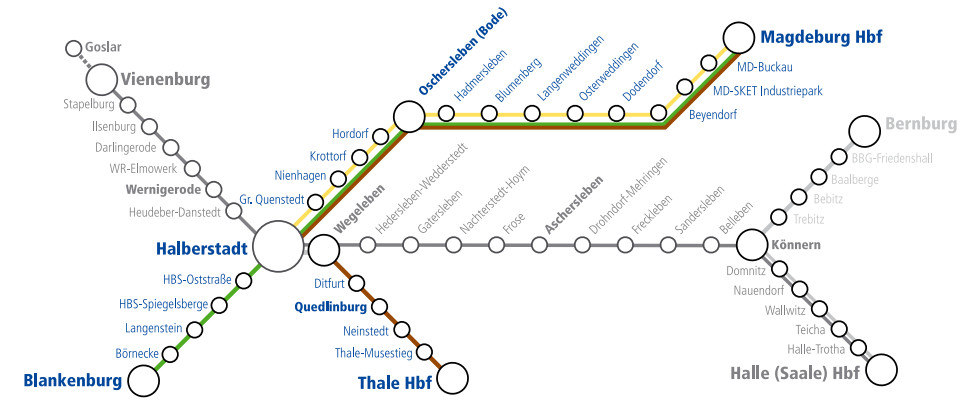 Goslar
Vienenburg
Stapelburg
Ilsenburg
Darlingerode
WR-Elmowerk
Wernigerode
Heudeber-Danstedt
Halberstadt
HBS-Oststraße
HBS-Spiegelsberge
Langenstein
Börnecke
Blankenburg
Gr. Quenstedt
Nienhagen
Krottorf
Hordorf
Oschersleben (Bode)
Hadmersleben
Blumenberg
Langenweddingen
Osterweddingen
Dodendorf
Beyendorf
MD-SKET Industriepark
MD-Buckau
Magdeburg Hbf
Wegeleben
Hedersleben-Wedderstedt
Gatersleben
Nachterstedt-Hoym
Frose
Aschersleben
Drohndorf-Mehringen
Freckleben
Sandersleben
Belleben
Könnern
Trebitz
Bebitz
Baalberge
BBG-Friedenshall
Bernburg
Ditfurt
Quedlinburg
Neinstedt
Thale-Musestieg
Thale Hbf
Domnitz
Nauendorf
Wallwitz
Teicha
Halle-Trotha
Halle (Saale) Hbf